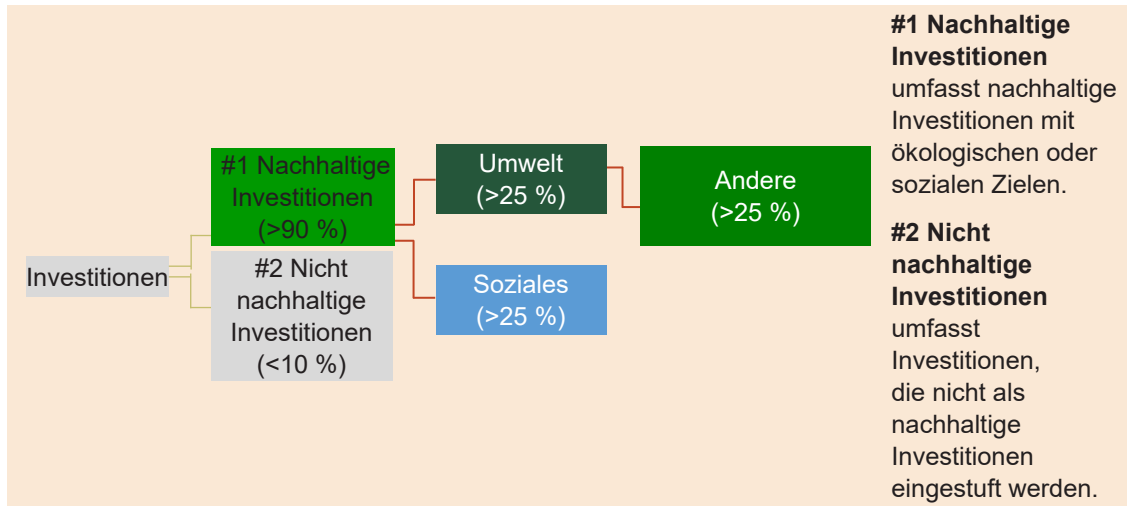 Investitionen
#1 Nachhaltige
Investitionen
(>90 %)
#2 Nicht
nachhaltige
Investitionen
(<10 %)
Umwelt
(>25 %)
Soziales
(>25 %)
Andere
(>25 %)
#1 Nachhaltige
Investitionen
umfasst nachhaltige
Investitionen mit
ökologischen oder
sozialen Zielen.
#2 Nicht
nachhaltige
Investitionen
umfasst
Investitionen,
die nicht als
nachhaltige
Investitionen
eingestuft werden.